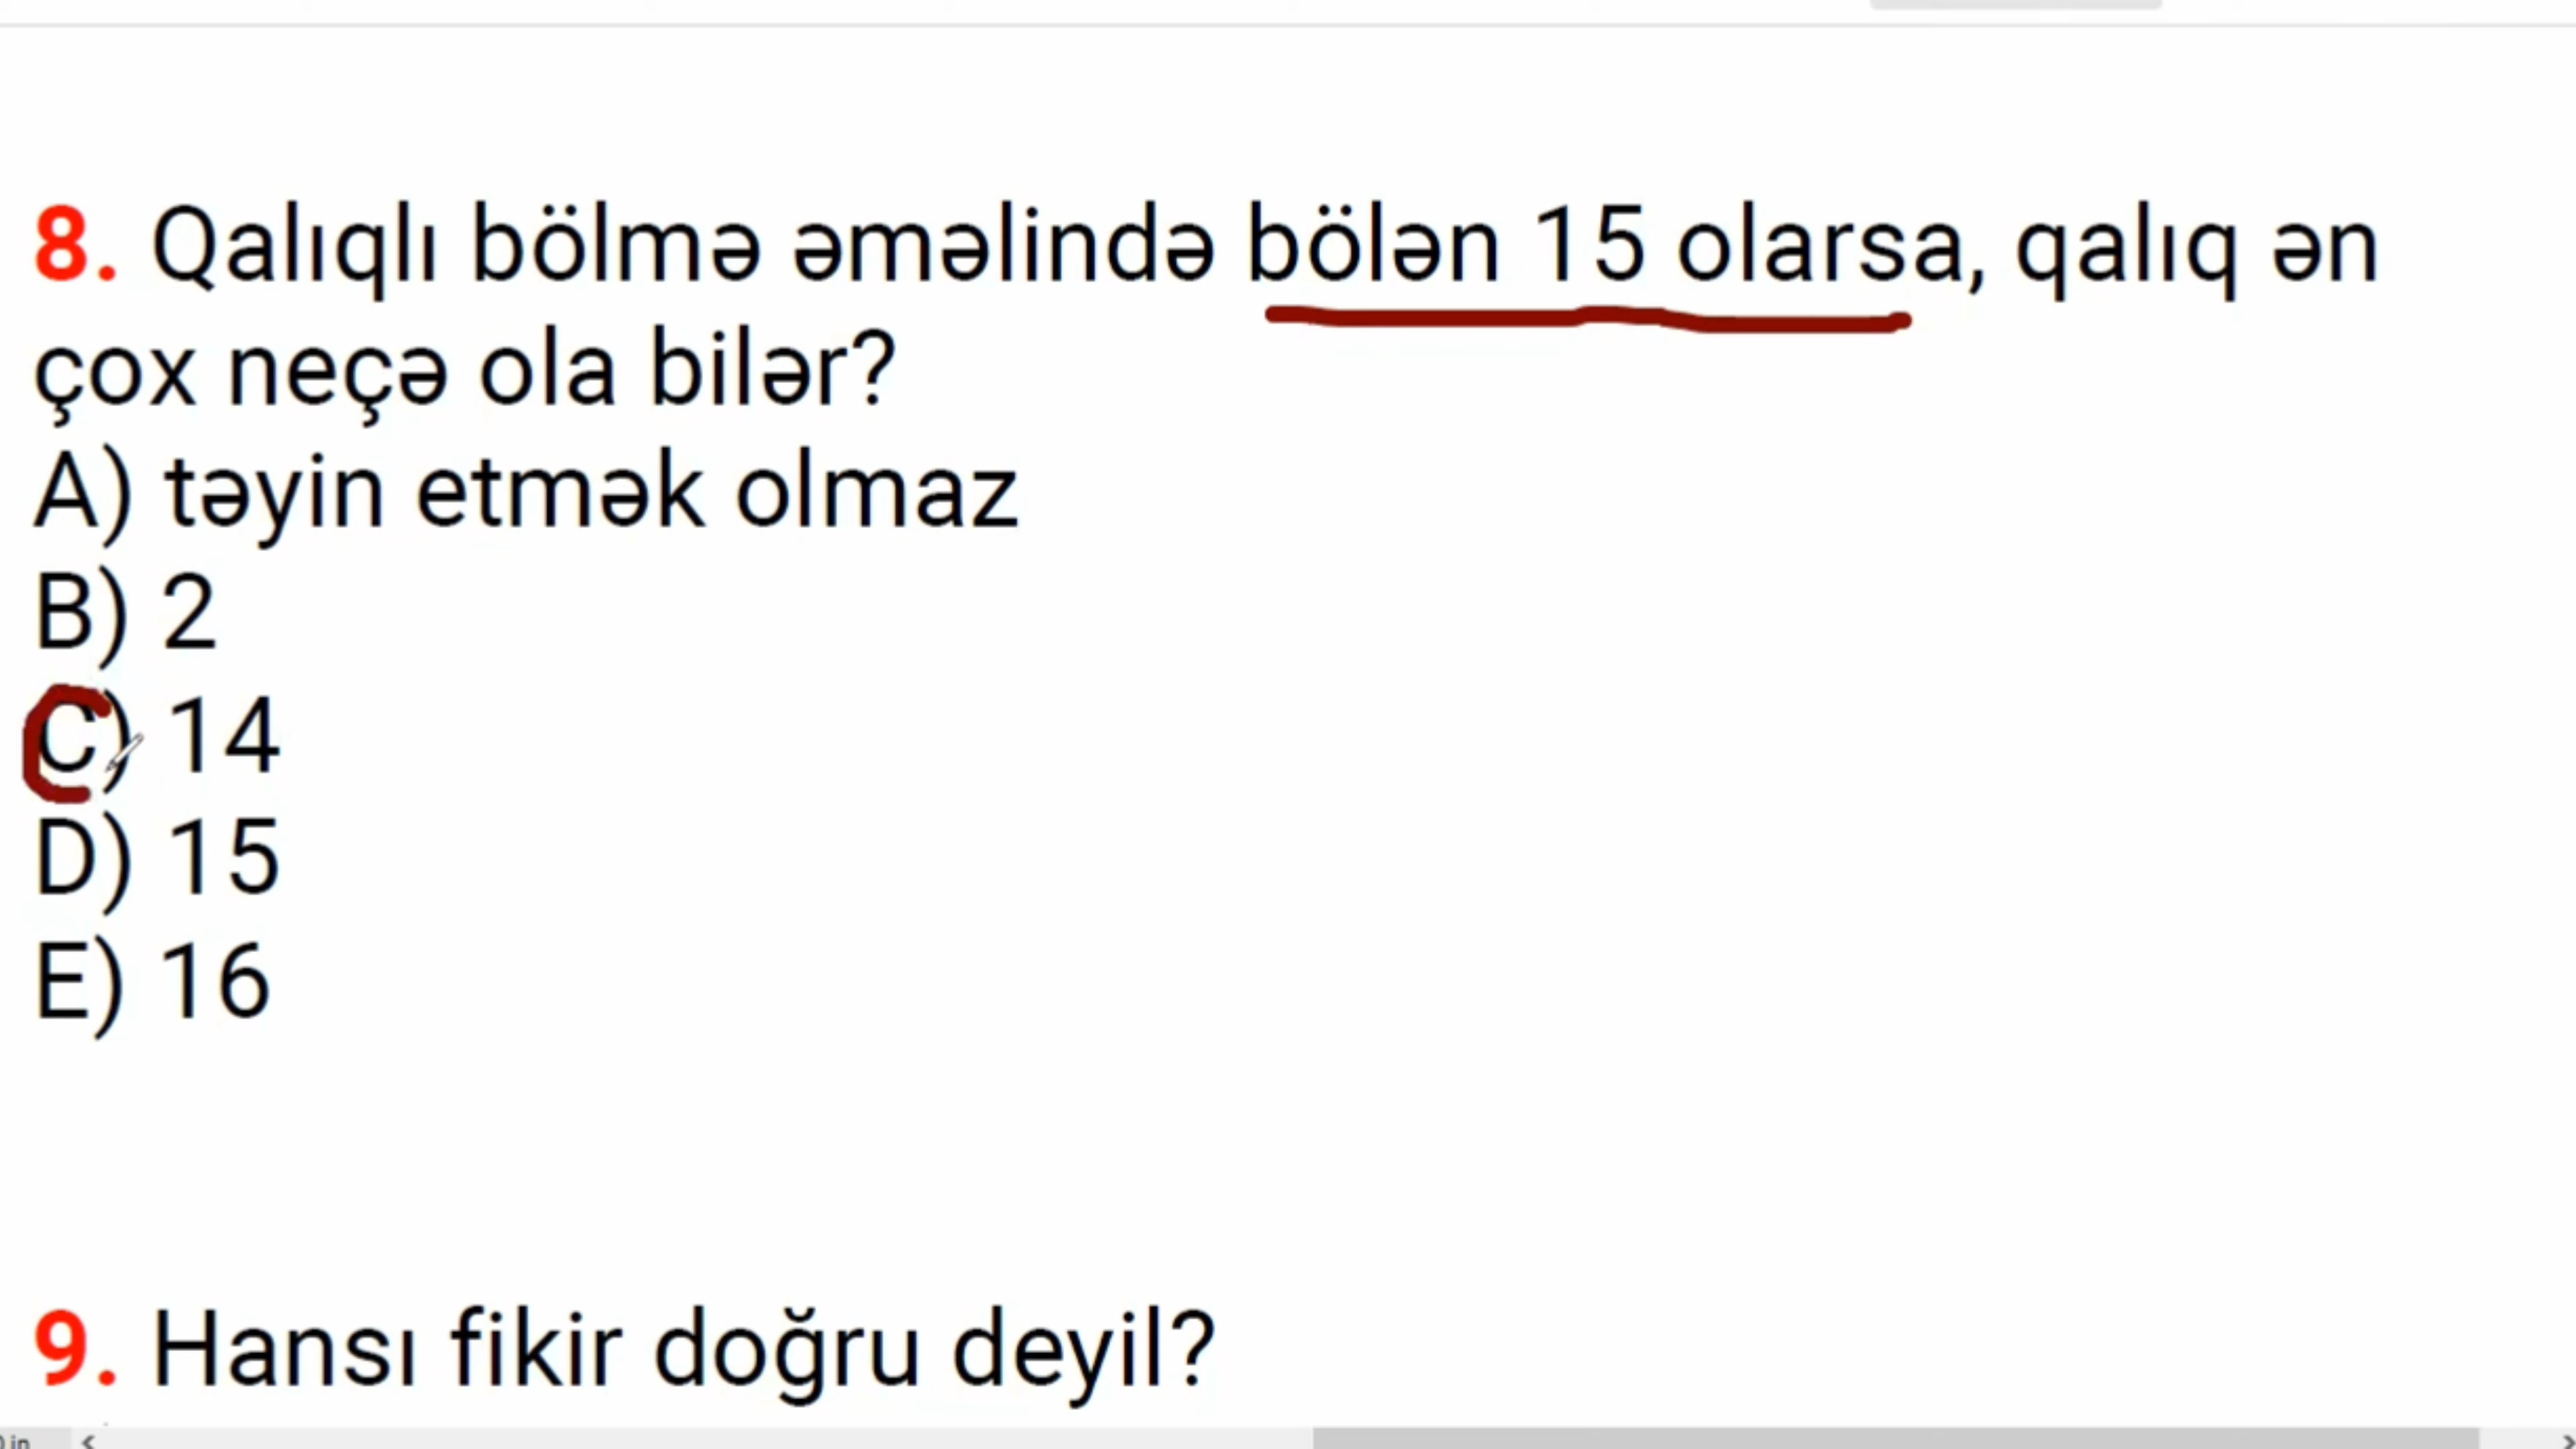 8. Qalıqlı bölmə əməlində bölən 15 olarsa, qalıq ən
çox neçə ola bilər?
A) təyin etmək olmaz
B) 2
C) 14
D) 15
E) 16
9. Hansı fikir doğru deyil?